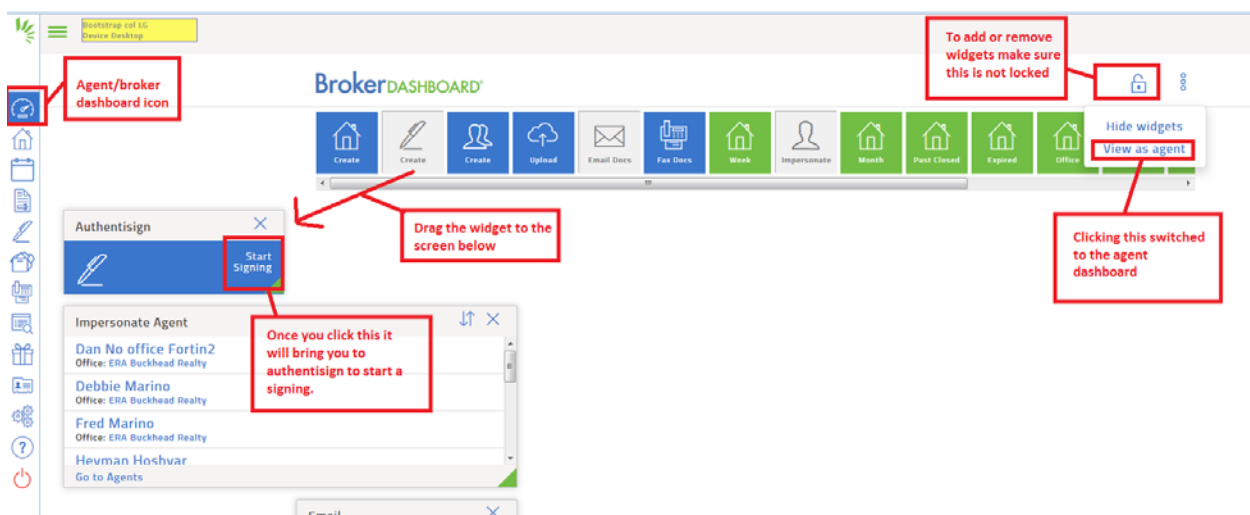 Bootstrap col LG
Device Desktop
To add or remove
widgets make sure
this is not locked
Agent/broker
dashboard icon
BrokerDASHBOARD
Create
Create
Create
Upload
Email Docs
Fax Docs
Week
Impersonate
Month
Past Closed
Expired
Office
Hide widgets
View as agent
Drag the widget to the
screen below
Clicking this switched
to the agent
dashboard
Authentisign
Start
Signing
Once you click this it
will bring you to
authentisign to start a
signing.
Impersonate Agent
Dan No office Fortin2
Office: ERA Buckhead Realty
Debbie Marino
Office: ERA Buckhead Realty
Fred Marino
Office: ERA Buckhead Realty
Heyman Hoshyar
Go to Agents
Email